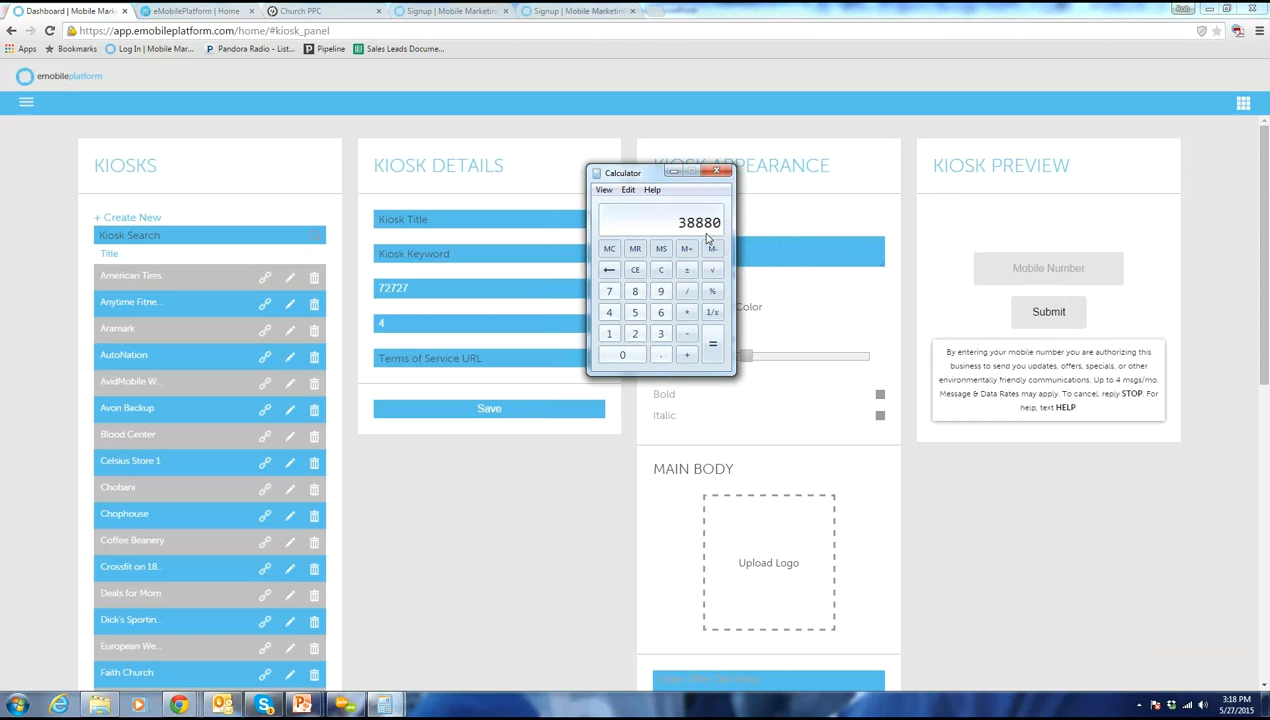 Dashboard | Mobile Mark
eMobilePlatform | Home
Church PPC
Signup | Mobile Marketing
Signup | Mobile Marketing
Rob
https://app.emobileplatform.com/home/#kiosk_panel
Apps
Bookmarks
Log In | Mobile Mar...
Pandora Radio - List...
Pipeline
Sales Leads Docume...
emobileplatform
KIOSKS
+ Create New
Kiosk Search
Title
American Tires
Anytime Fitne...
Aramark
AutoNation
AvidMobile W...
Avon Backup
Blood Center
Celsius Store 1
Chobani
Chophouse
Coffee Beanery
Crossfit on 18...
Deals for Mom
Dick's Sportin...
European We...
Faith Church
KIOSK DETAILS
Kiosk Title
Kiosk Keyword
72727
4
Terms of Service URL
Save
Calculator
View Edit Help
38880
MC MR MS M+ M-
← CE C ± √
7 8 9 / %
4 5 6 * 1/x
1 2 3 - =
0 . +
KIOSK APPEARANCE
Color
Bold
Italic
MAIN BODY
Upload Logo
KIOSK PREVIEW
Mobile Number
Submit
By entering your mobile number you are authorizing this
business to send you updates, offers, specials, or other
environmentally friendly communications. Up to 4 msgs/mo.
Message & Data Rates may apply. To cancel, reply STOP. For
help, text HELP.
3:18 PM
5/27/2015